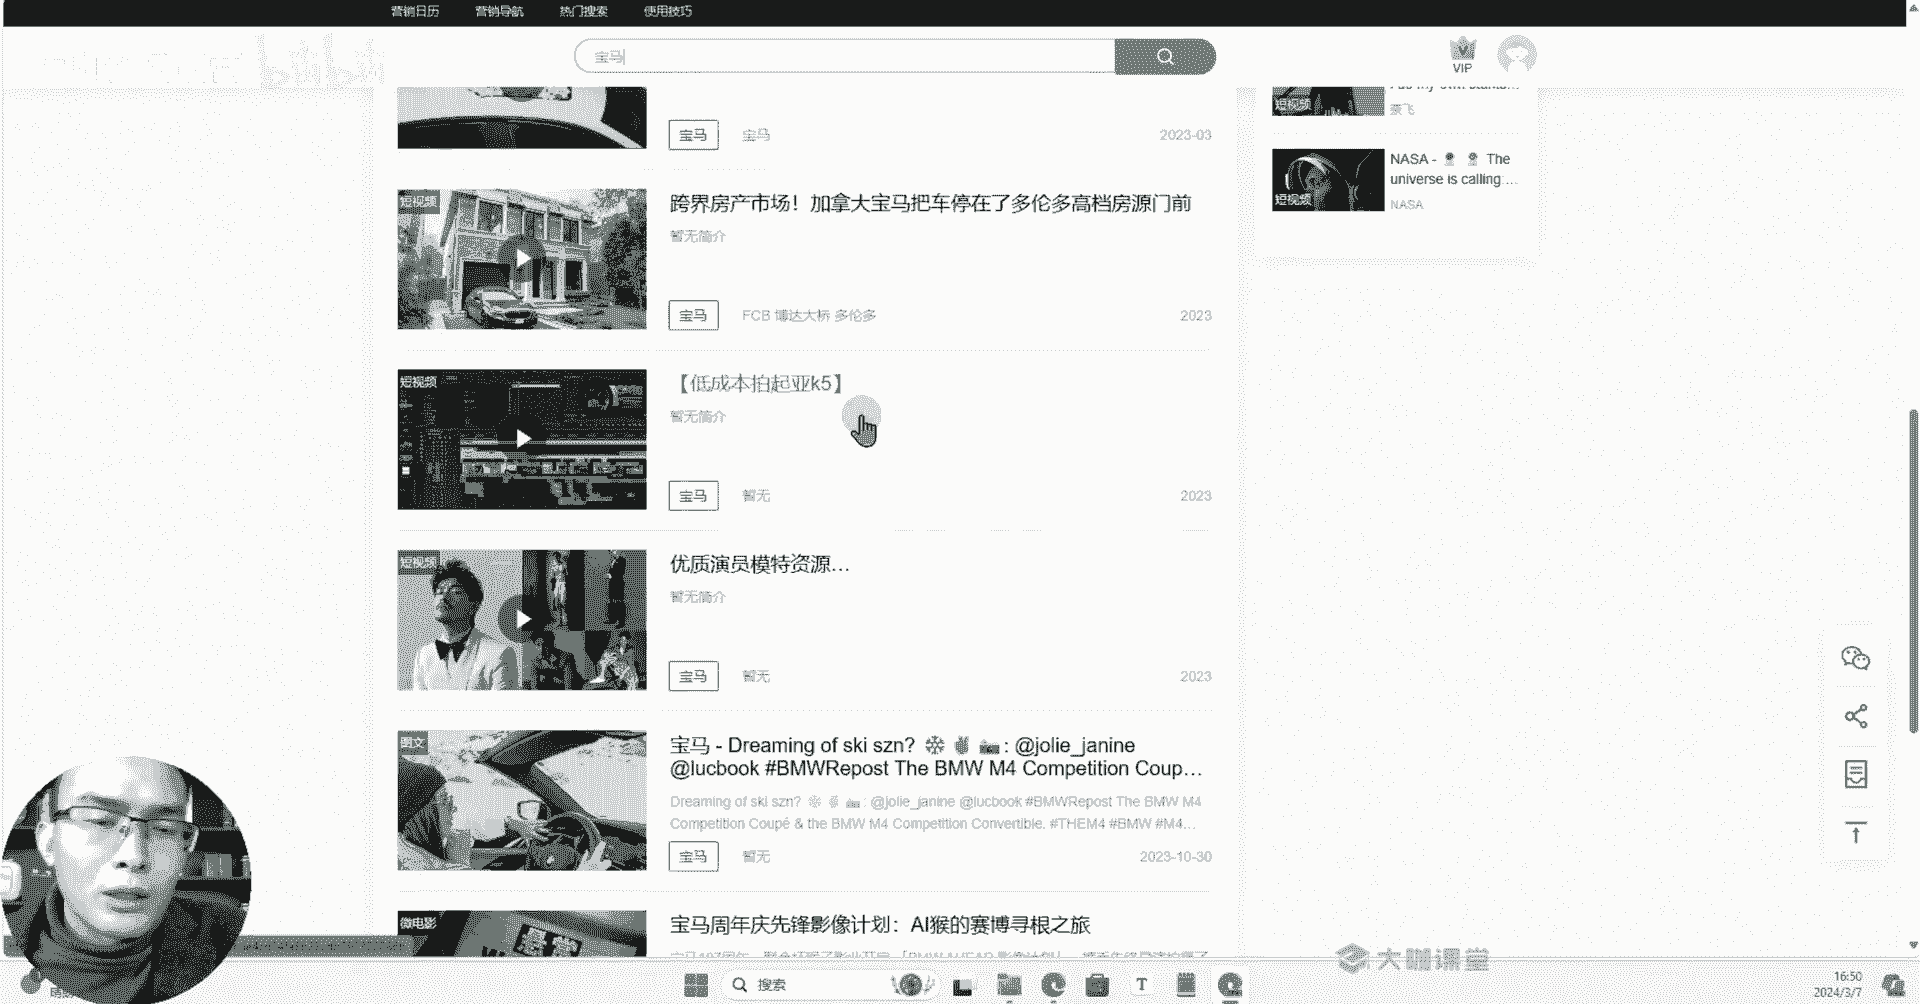 营销日历 营销导航 热门搜索 使用技巧
bilibili
宝马
VIP
短视频
宝马 宝马 2023-03
NASA - The
universe is calling:...
短视频
NASA
短视频
跨界房产市场！加拿大宝马把车停在了多伦多高档房源门前
暂无简介
宝马 FCB 博达大桥 多伦多 2023
短视频
【低成本拍起亚k5】
暂无简介
宝马 暂无 2023
短视频
优质演员模特资源...
暂无简介
宝马 暂无 2023
图文
宝马 - Dreaming of ski szn? ❄ ✌ 📷 : @jolie_janine
@lucbook #BMWRepost The BMW M4 Competition Coup...
Dreaming of ski szn? ❄ ✌ 📷 : @jolie_janine @lucbook #BMWRepost The BMW M4
Competition Coupé & the BMW M4 Competition Convertible. #THEM4 #BMW #M4...
宝马 暂无 2023-10-30
微电影
宝马周年庆先锋影像计划：AI猴的赛博寻根之旅
大咖课堂
搜索
16:50
2024/3/7